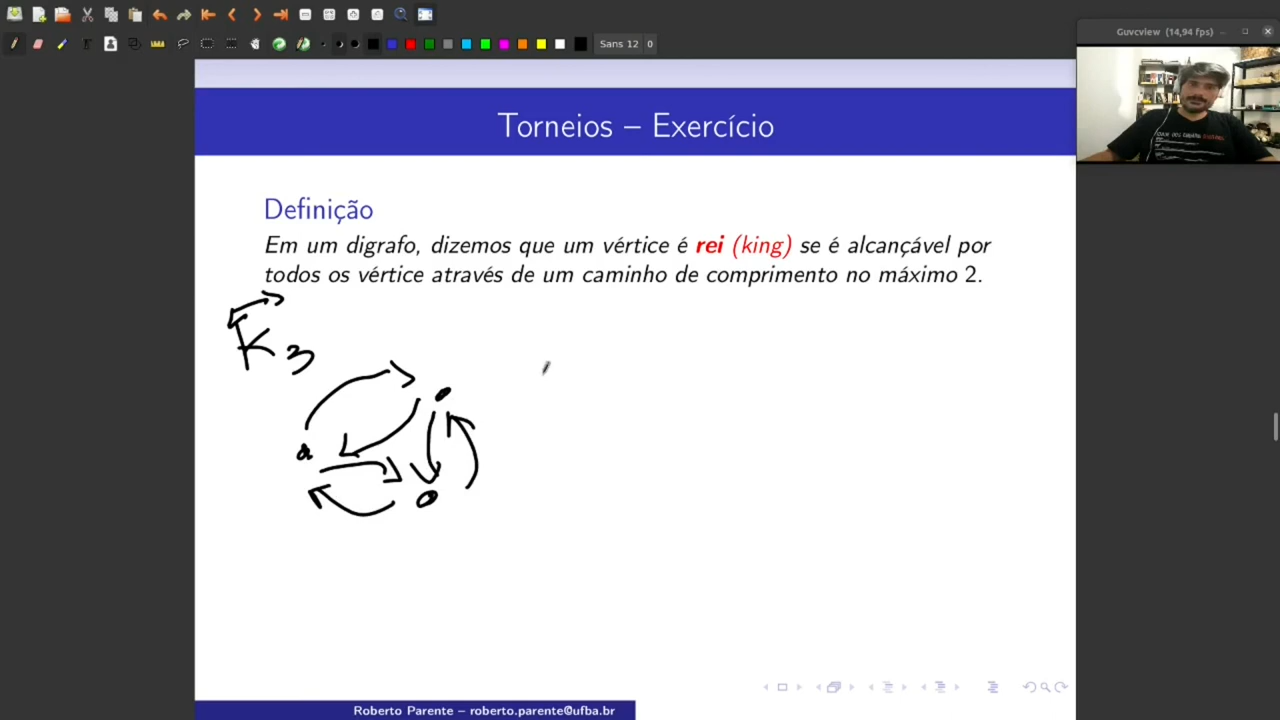 Sans 12 0
Guvcview (14,94 fps)
Torneios – Exercício
Definição
Em um digrafo, dizemos que um vértice é rei (king) se é alcançável por
todos os vértice através de um caminho de comprimento no máximo 2.
K3
Roberto Parente – roberto.parente@ufba.br